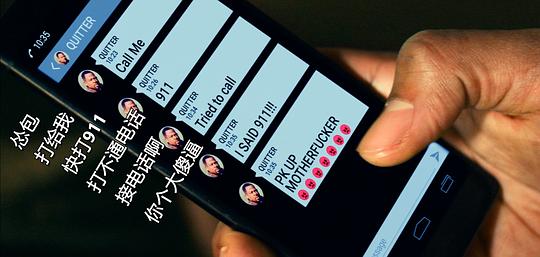 10:35
QUITTER
QUITTER
10:23
Call Me
QUITTER
10:26
911
QUITTER
10:34
Tried to call
QUITTER
10:35
I SAID 911!!!
QUITTER
10:35
PK UP
MOTHERFUCKER
怂包
打给我
快打911
打不通电话
接电话啊
你个大傻逼